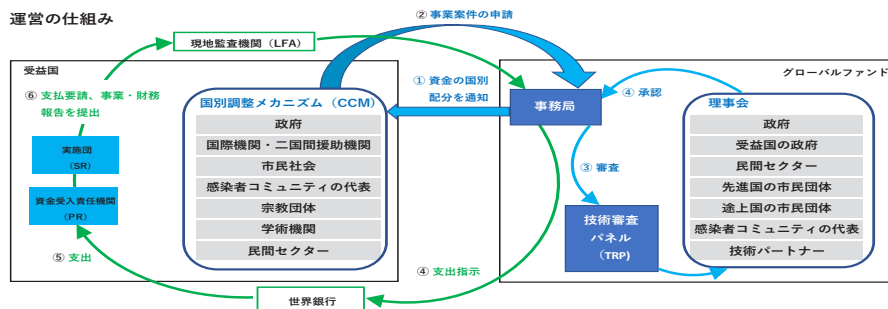 運営の仕組み
② 事業案件の申請
現地監査機関（LFA）
受益国
グローバルファンド
⑥ 支払要請、事業・財務
報告を提出
実施団
(SR)
資金受入責任機関
(PR)
⑤ 支出
国別調整メカニズム（CCM）
政府
国際機関・二国間援助機関
市民社会
感染者コミュニティの代表
宗教団体
学術機関
民間セクター
① 資金の国別
配分を通知
事務局
④ 承認
③ 審査
技術審査
パネル
（TRP)
④ 支出指示
世界銀行
理事会
政府
受益国の政府
民間セクター
先進国の市民団体
途上国の市民団体
感染者コミュニティの代表
技術パートナー